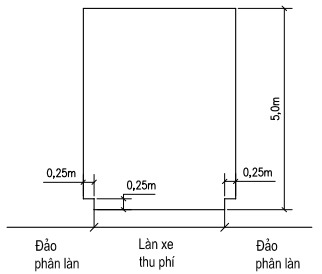 5,0m
0,25m
0,25m
0,25m
Đảo
phân làn
Làn xe
thu phí
Đảo
phân làn